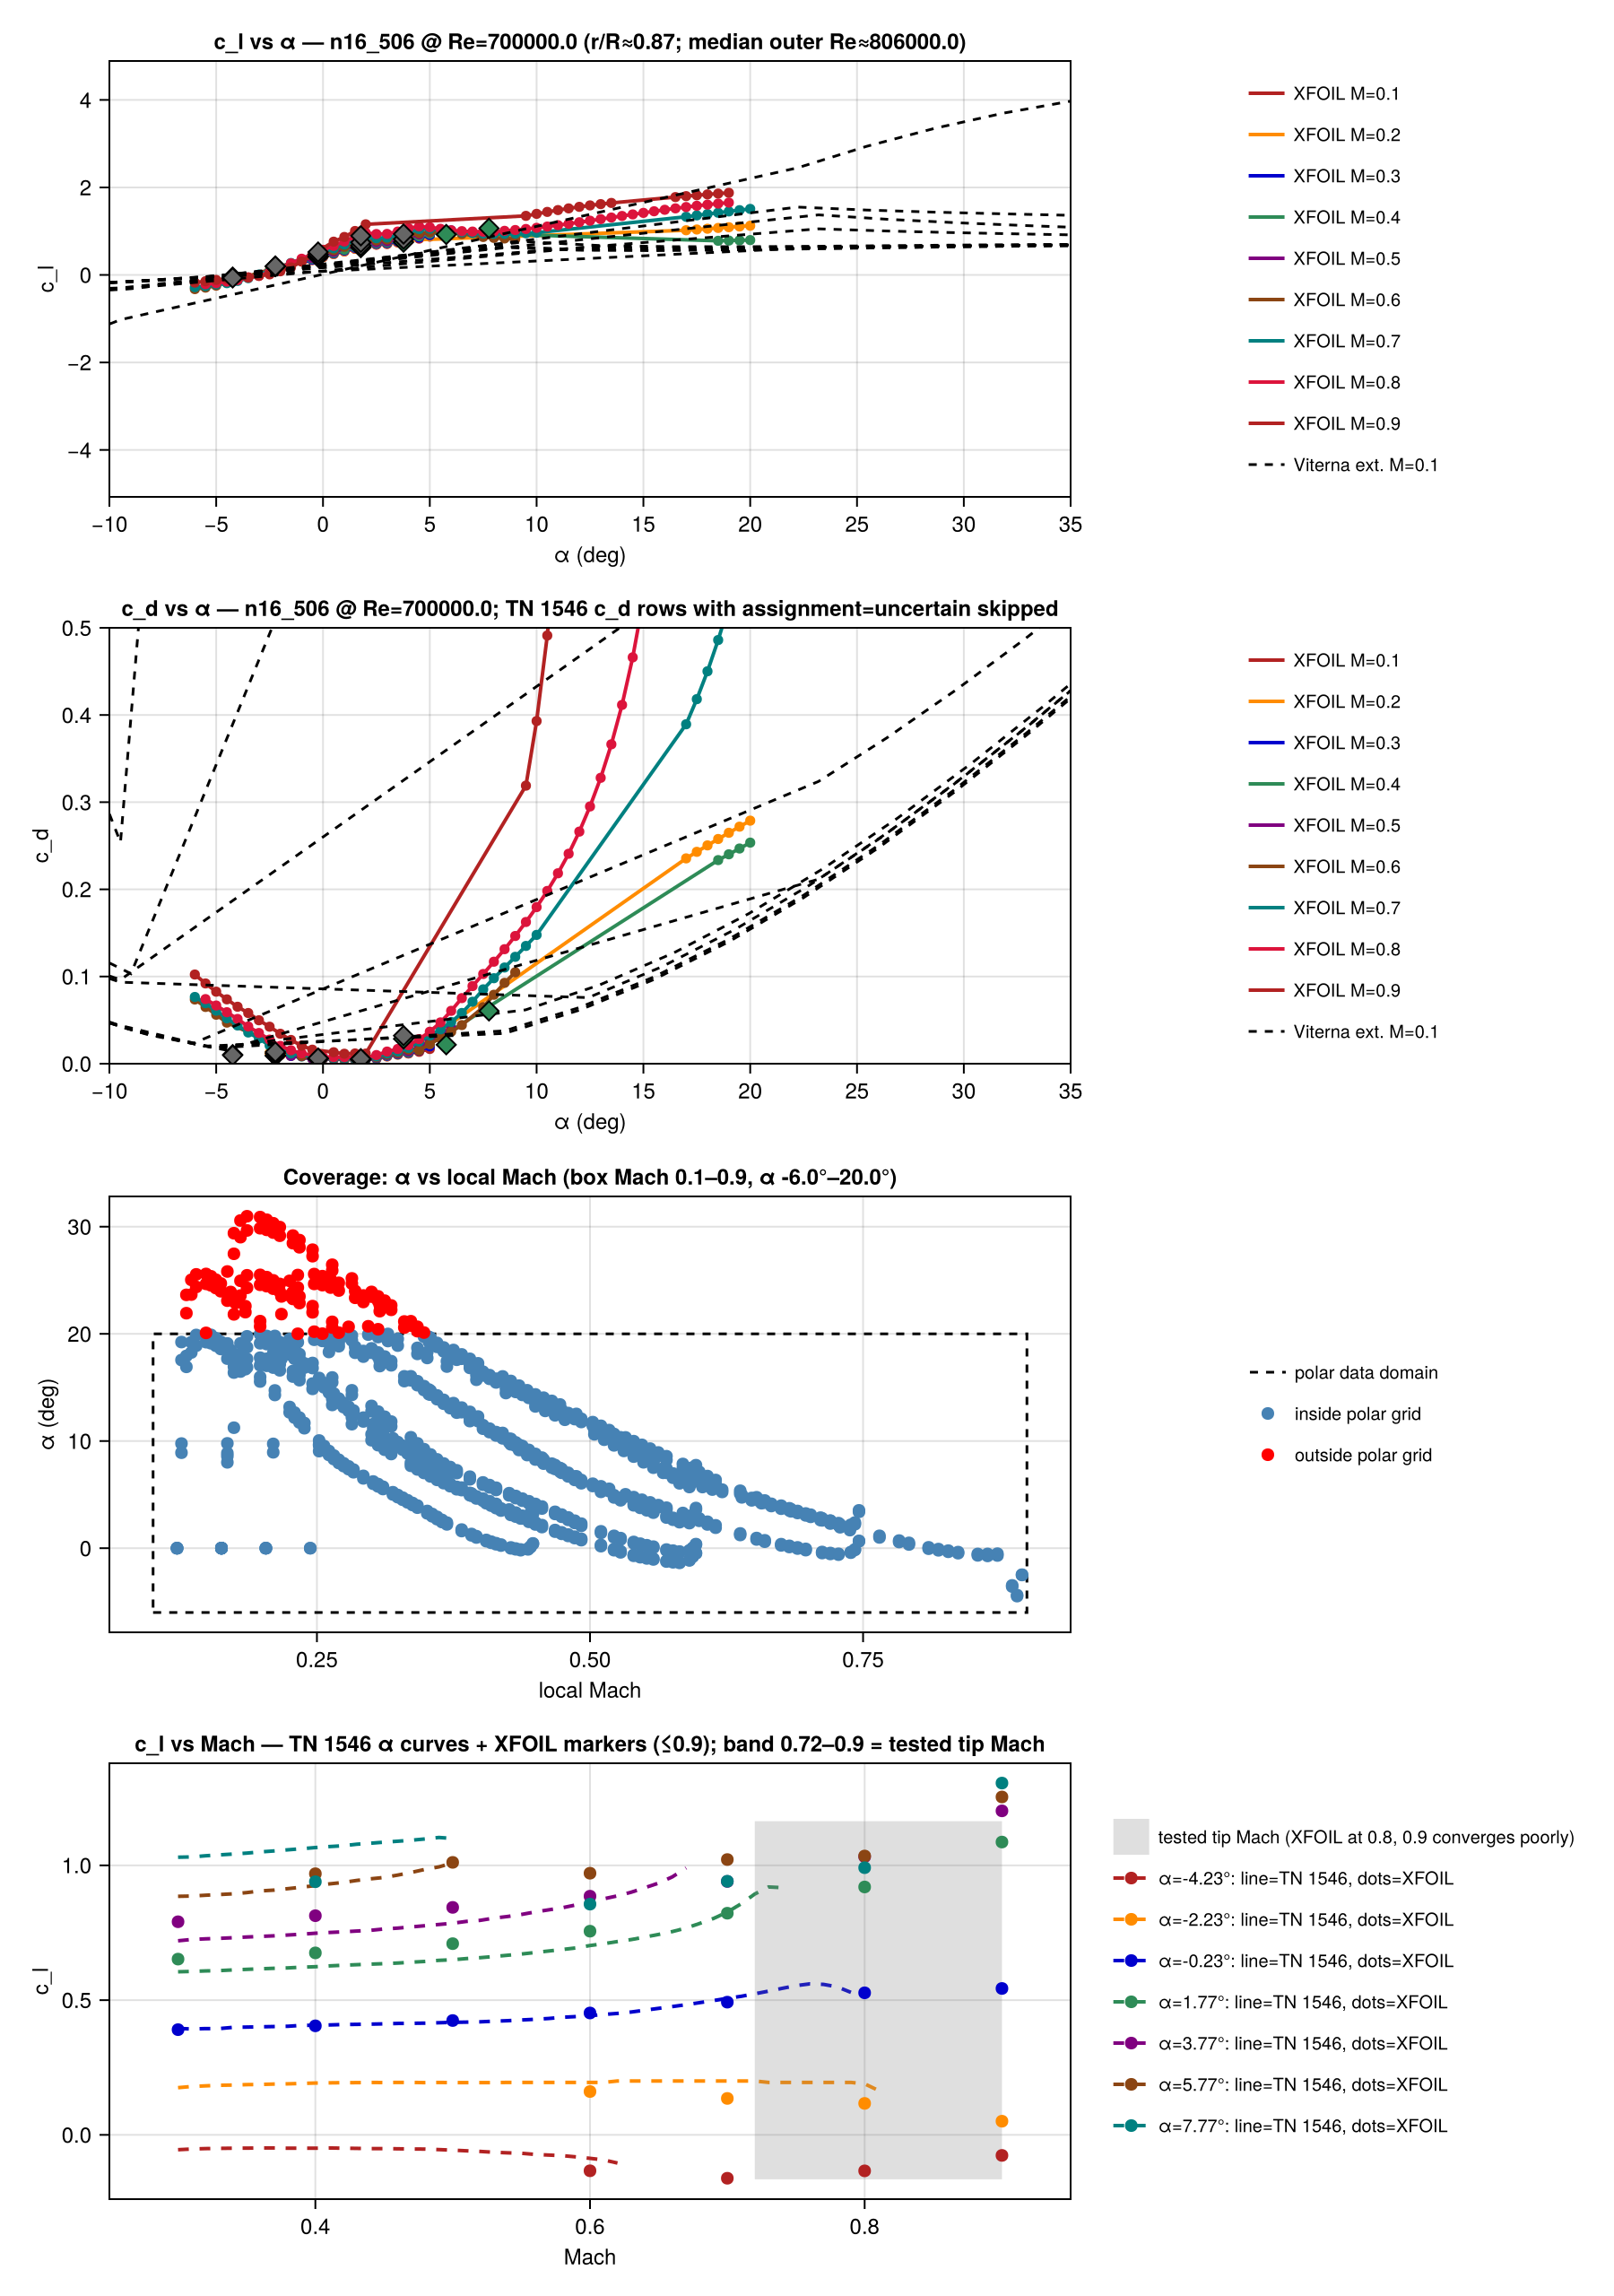 c_l vs α — n16_506 @ Re=700000.0 (r/R≈0.87; median outer Re≈806000.0)
4
2
0
−2
−4
c_l
−10 −5 0 5 10 15 20 25 30 35
α (deg)
XFOIL M=0.1
XFOIL M=0.2
XFOIL M=0.3
XFOIL M=0.4
XFOIL M=0.5
XFOIL M=0.6
XFOIL M=0.7
XFOIL M=0.8
XFOIL M=0.9
Viterna ext. M=0.1
c_d vs α — n16_506 @ Re=700000.0; TN 1546 c_d rows with assignment=uncertain skipped
0.5
0.4
0.3
0.2
0.1
0.0
c_d
−10 −5 0 5 10 15 20 25 30 35
α (deg)
XFOIL M=0.1
XFOIL M=0.2
XFOIL M=0.3
XFOIL M=0.4
XFOIL M=0.5
XFOIL M=0.6
XFOIL M=0.7
XFOIL M=0.8
XFOIL M=0.9
Viterna ext. M=0.1
Coverage: α vs local Mach (box Mach 0.1–0.9, α -6.0°–20.0°)
30
20
10
0
α (deg)
0.25 0.50 0.75
local Mach
polar data domain
inside polar grid
outside polar grid
c_l vs Mach — TN 1546 α curves + XFOIL markers (≤0.9); band 0.72–0.9 = tested tip Mach
1.0
0.5
0.0
c_l
0.4 0.6 0.8
Mach
tested tip Mach (XFOIL at 0.8, 0.9 converges poorly)
α=-4.23°: line=TN 1546, dots=XFOIL
α=-2.23°: line=TN 1546, dots=XFOIL
α=-0.23°: line=TN 1546, dots=XFOIL
α=1.77°: line=TN 1546, dots=XFOIL
α=3.77°: line=TN 1546, dots=XFOIL
α=5.77°: line=TN 1546, dots=XFOIL
α=7.77°: line=TN 1546, dots=XFOIL